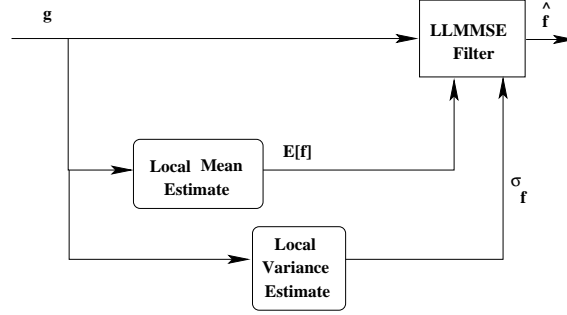 g
LLMMSE
Filter
^
f
Local Mean
Estimate
E[f]
σ
f
Local
Variance
Estimate